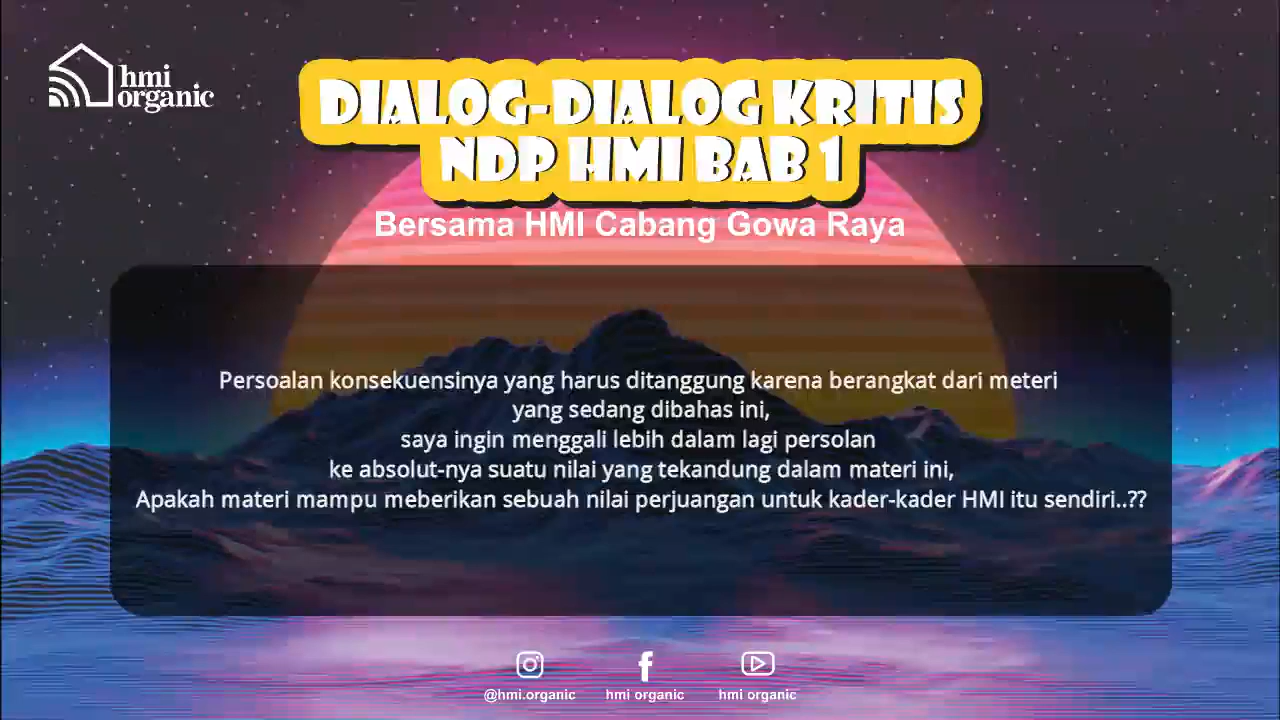 hmi
organic
DIALOG-DIALOG KRITIS
NDP HMI BAB 1
Bersama HMI Cabang Gowa Raya
Persoalan konsekuensinya yang harus ditanggung karena berangkat dari meteri
yang sedang dibahas ini,
saya ingin menggali lebih dalam lagi persolan
ke absolut-nya suatu nilai yang tekandung dalam materi ini,
Apakah materi mampu meberikan sebuah nilai perjuangan untuk kader-kader HMI itu sendiri..??
@hmi.organic
hmi organic
hmi organic